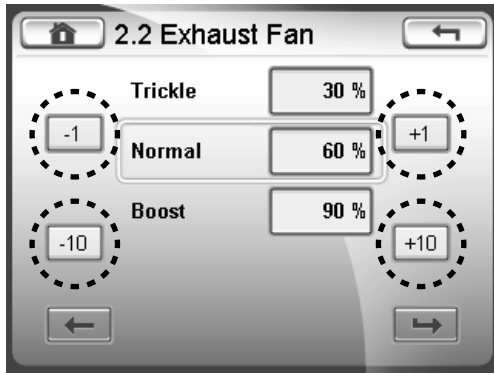 2.2 Exhaust Fan
Trickle 30 %
-1 +1
Normal 60 %
Boost 90 %
-10 +10